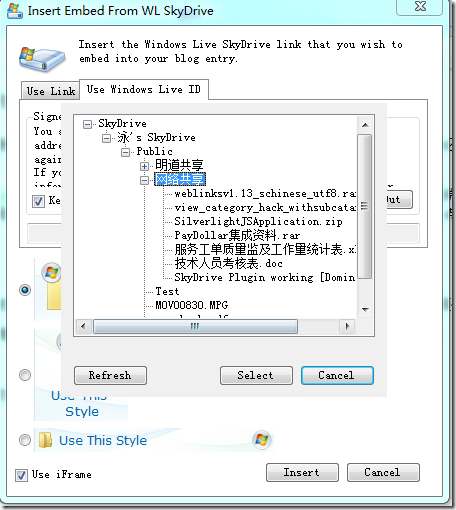 Insert Embed From WL SkyDrive
Insert the Windows Live SkyDrive link that you wish to
embed into your blog entry.
Use Link
Use Windows Live ID
Signe
You s
addre
again
If yo
Ke
Out
SkyDrive
泳's SkyDrive
Public
明道共享
网络共享
weblinksv1.13_schinese_utf8.ra
view_category_hack_withsubcata
SilverlightJSApplication.zip
PayDollar集成资料.rar
服务工单质量监及工作量统计表.x
技术人员考核表.doc
SkyDrive Plugin working [Domin
Test
MOV00830.MPG
Refresh
Select
Cancel
Use This
Style
Use This Style
Use iFrame
Insert
Cancel